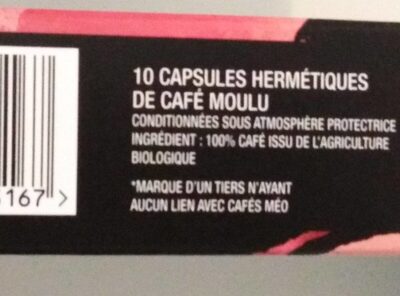 10 CAPSULES HERMÉTIQUES
DE CAFÉ MOULU
CONDITIONNÉES SOUS ATMOSPHÈRE PROTECTRICE
INGRÉDIENT : 100% CAFÉ ISSU DE L'AGRICULTURE
BIOLOGIQUE
*MARQUE D'UN TIERS N'AYANT
AUCUN LIEN AVEC CAFÉS MÉO
167 >